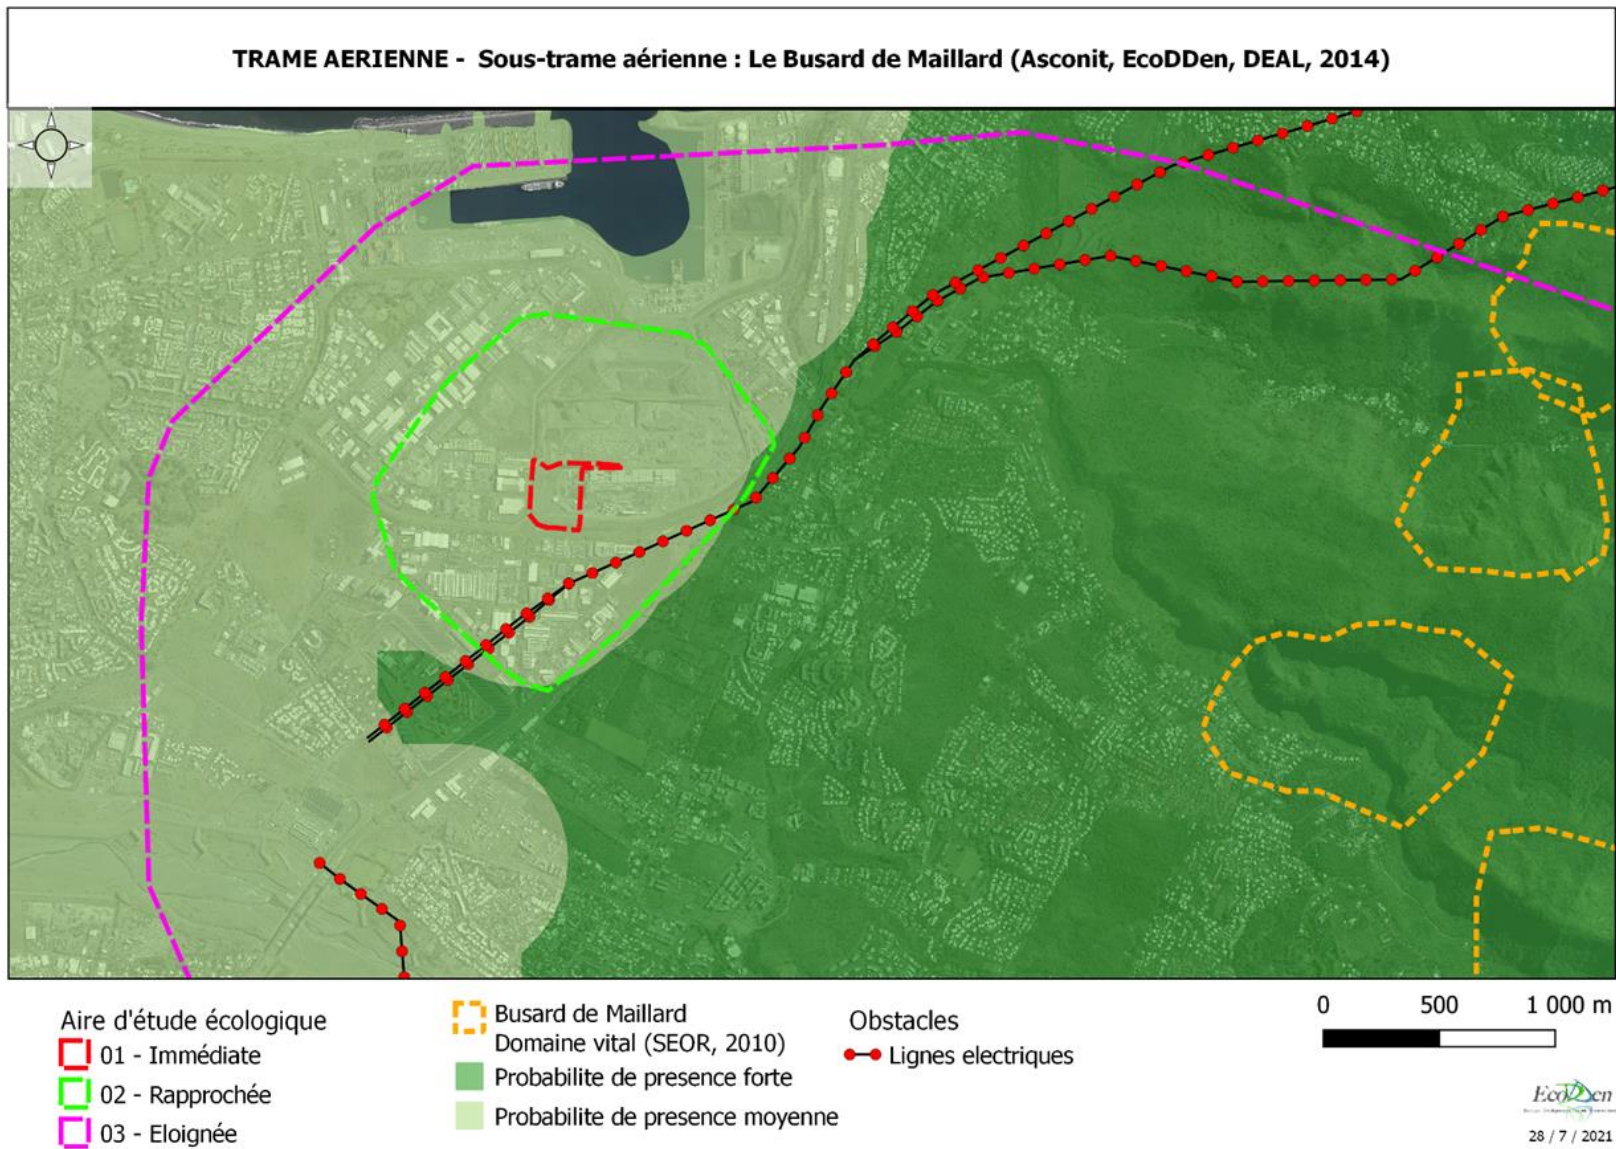 TRAME AERIENNE - Sous-trame aérienne : Le Busard de Maillard (Asconit, EcoDDen, DEAL, 2014)
Aire d'étude écologique
01 - Immédiate
02 - Rapprochée
03 - Eloignée
Busard de Maillard
Domaine vital (SEOR, 2010)
Probabilite de presence forte
Probabilite de presence moyenne
Obstacles
Lignes electriques
0 500 1 000 m
28 / 7 / 2021